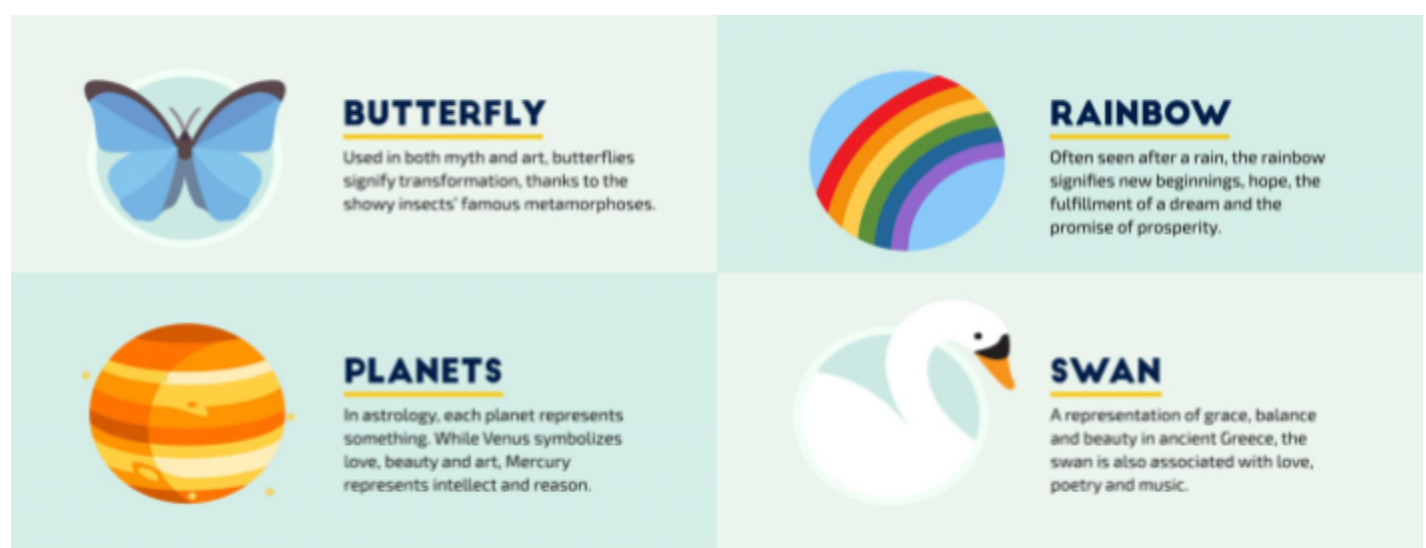 BUTTERFLY
Used in both myth and art, butterflies
signify transformation, thanks to the
showy insects' famous metamorphoses.
RAINBOW
Often seen after a rain, the rainbow
signifies new beginnings, hope, the
fulfillment of a dream and the
promise of prosperity.
PLANETS
In astrology, each planet represents
something. While Venus symbolizes
love, beauty and art, Mercury
represents intellect and reason.
SWAN
A representation of grace, balance
and beauty in ancient Greece, the
swan is also associated with love,
poetry and music.